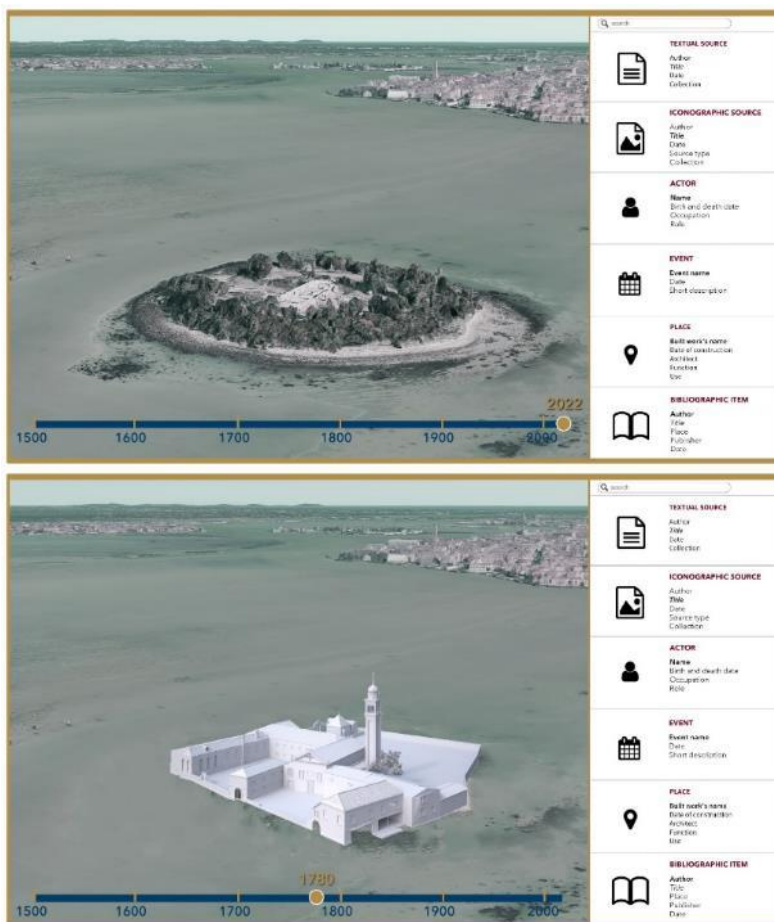 search
TEXTUAL SOURCE
Author
Title
Date
Collection
ICONOGRAPHIC SOURCE
Author
Title
Date
Source type
Collection
ACTOR
Name
Birth and death date
Occupation
Role
EVENT
Event name
Date
Short description
PLACE
Built work's name
Date of construction
Architect
Function
Use
BIBLIOGRAPHIC ITEM
Author
Title
Place
Publisher
Date
2022
1500 1600 1700 1800 1900 2000
search
TEXTUAL SOURCE
Author
Title
Date
Collection
ICONOGRAPHIC SOURCE
Author
Title
Date
Source type
Collection
ACTOR
Name
Birth and death date
Occupation
Role
EVENT
Event name
Date
Short description
PLACE
Built work's name
Date of construction
Architect
Function
Use
BIBLIOGRAPHIC ITEM
Author
Title
Place
Publisher
Date
1780
1500 1600 1700 1800 1900 2000